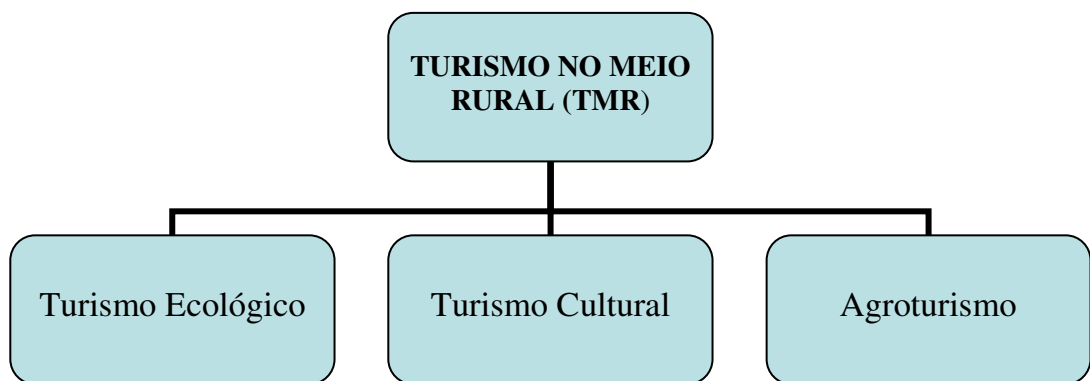 TURISMO NO MEIO
RURAL (TMR)
Turismo Ecológico
Turismo Cultural
Agroturismo